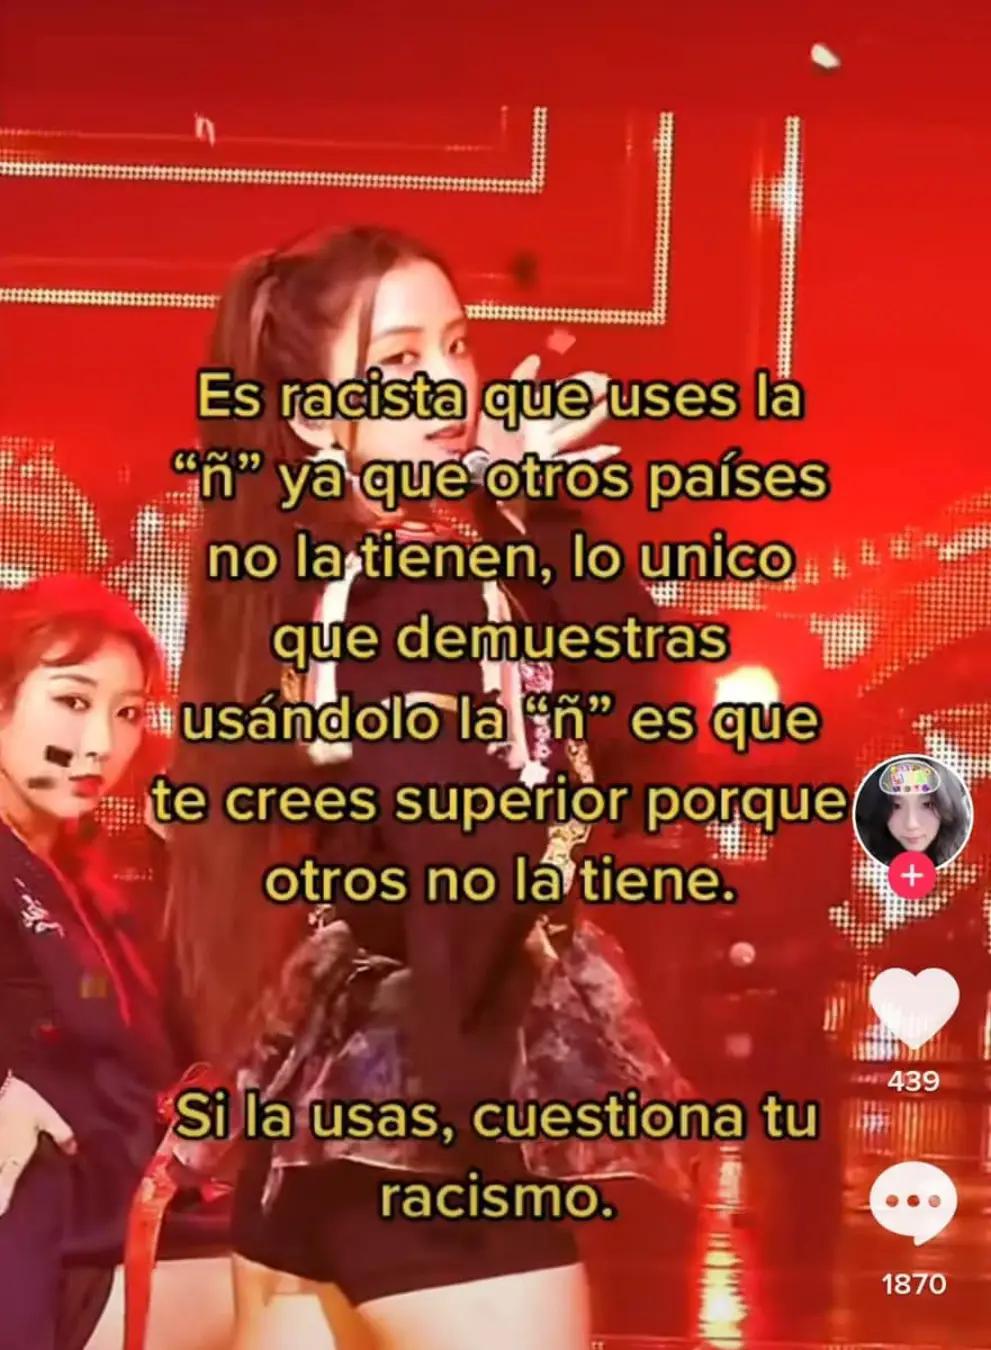 Es racista que uses la
“ñ” ya que otros países
no la tienen, lo unico
que demuestras
usándolo la “ñ” es que
te crees superior porque
otros no la tiene.
Si la usas, cuestiona tu
racismo.
439
1870